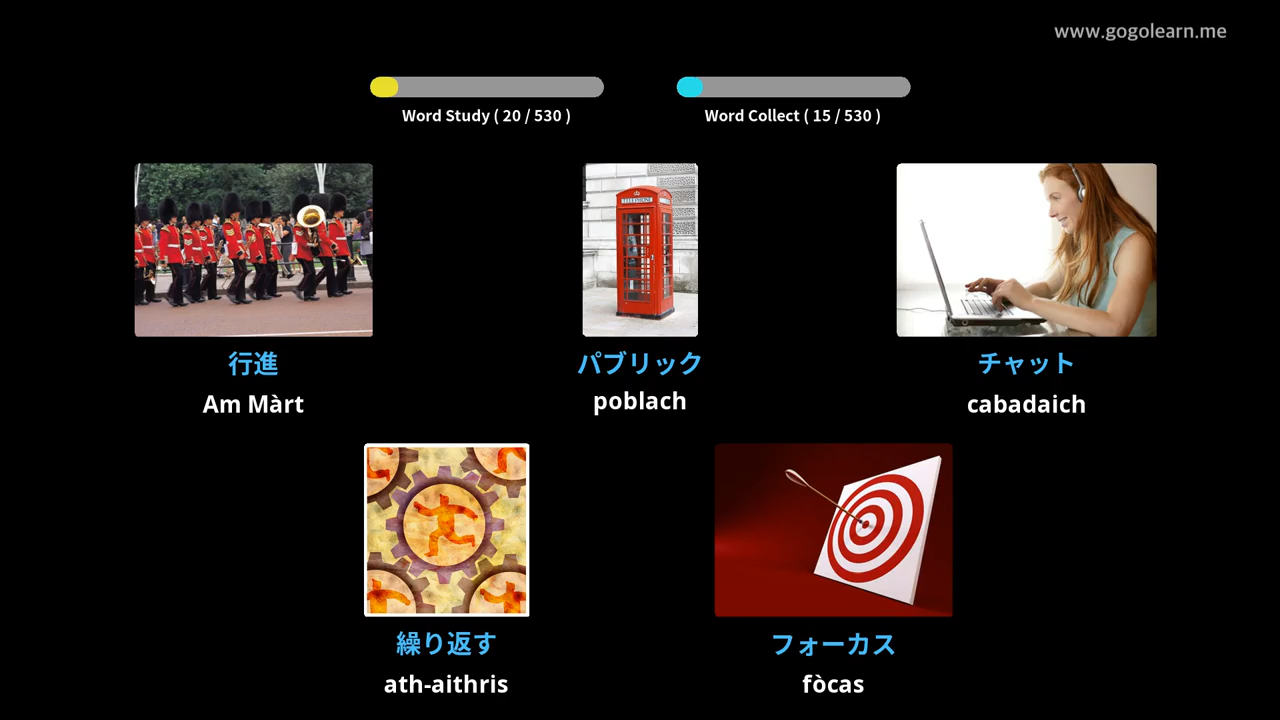 www.gogolearn.me
Word Study ( 20 / 530 )
Word Collect ( 15 / 530 )
TELEPHONE
行進
パブリック
チャット
Am Màrt
poblach
cabadaich
繰り返す
フォーカス
ath-aithris
fòcas